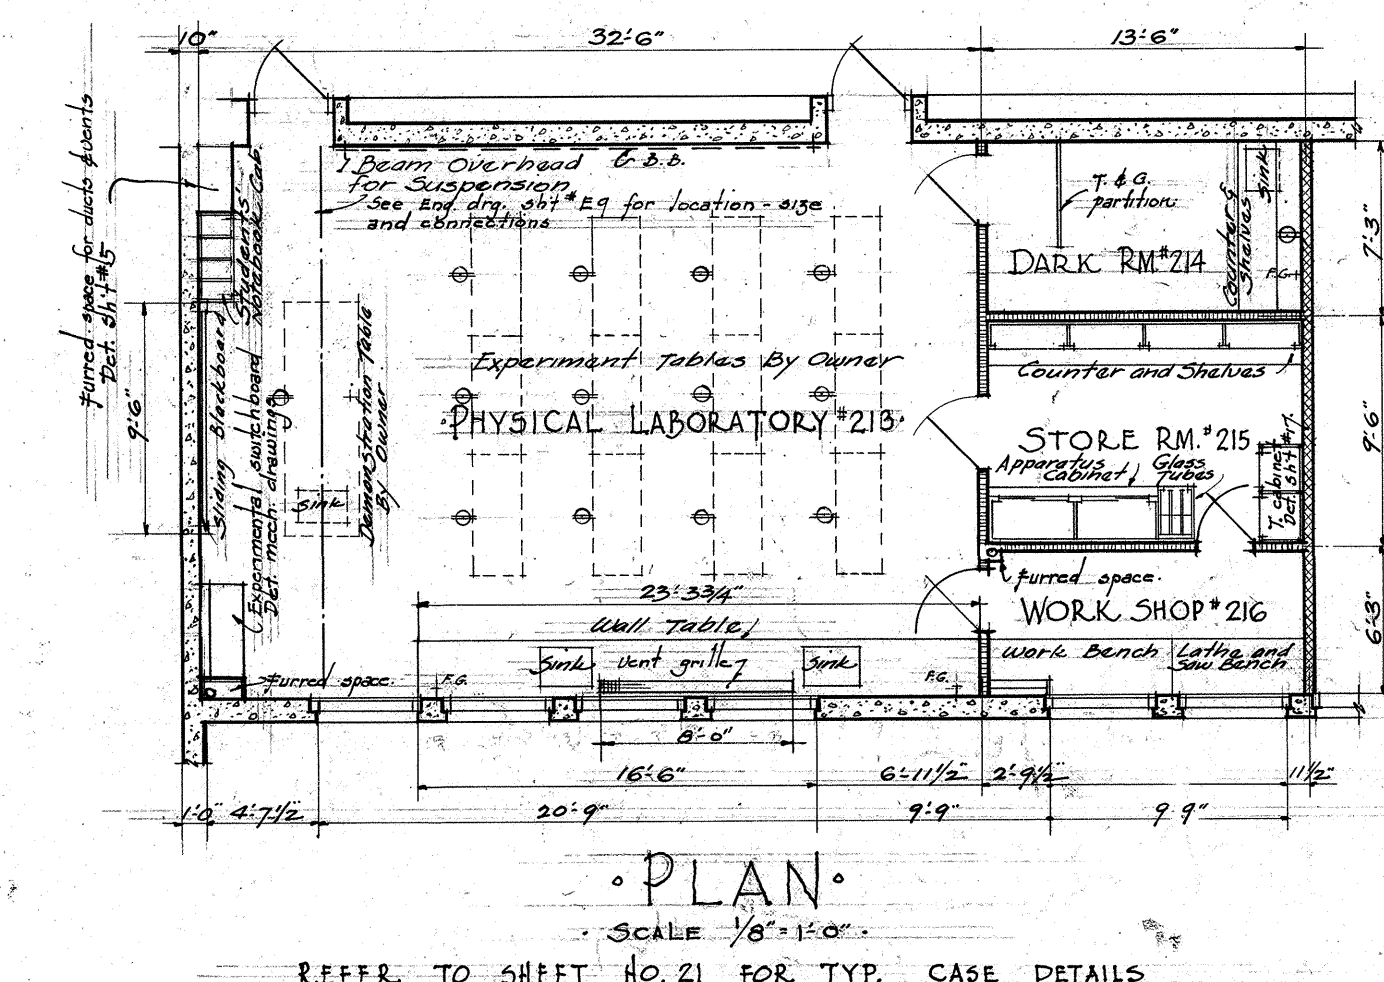 10"
32'-6"
13'-6"
Furred space for ducts & vents
Det. sh't #5
Students'
Notebook Cab.
I Beam Overhead
for Suspension
See Eng drg. sh't #E9 for location - size
and connections
₵ B.B.
T. & G.
partition
Sink
Counter &
Shelves
7'-3"
DARK RM. #214
F.G.
9'-6"
Sliding Blackboard
Experimental switchboard
Det. mech. drawings
Demonstration Table
By Owner
Sink
Experiment Tables By Owner
·PHYSICAL LABORATORY #213·
Counter and Shelves
STORE RM. #215
9'-6"
Apparatus
Cabinet
Glass
Tubes
T. cabinet
Det. sh't #17.
Furred space.
WORK SHOP #216
6'-3"
23'-3 3/4"
Wall Table
Work Bench
Lathe and
Saw Bench
Sink
Vent grille
Sink
Furred space.
F.G.
F.G.
8'-0"
16'-6"
6'-11 1/2"
2'-9 1/2"
11 1/2"
1'-0"
4'-7 1/2"
20'-9"
9'-9"
9'-9"
·PLAN·
·SCALE 1/8" = 1'-0"·
REFER TO SHEET NO. 21 FOR TYP. CASE DETAILS